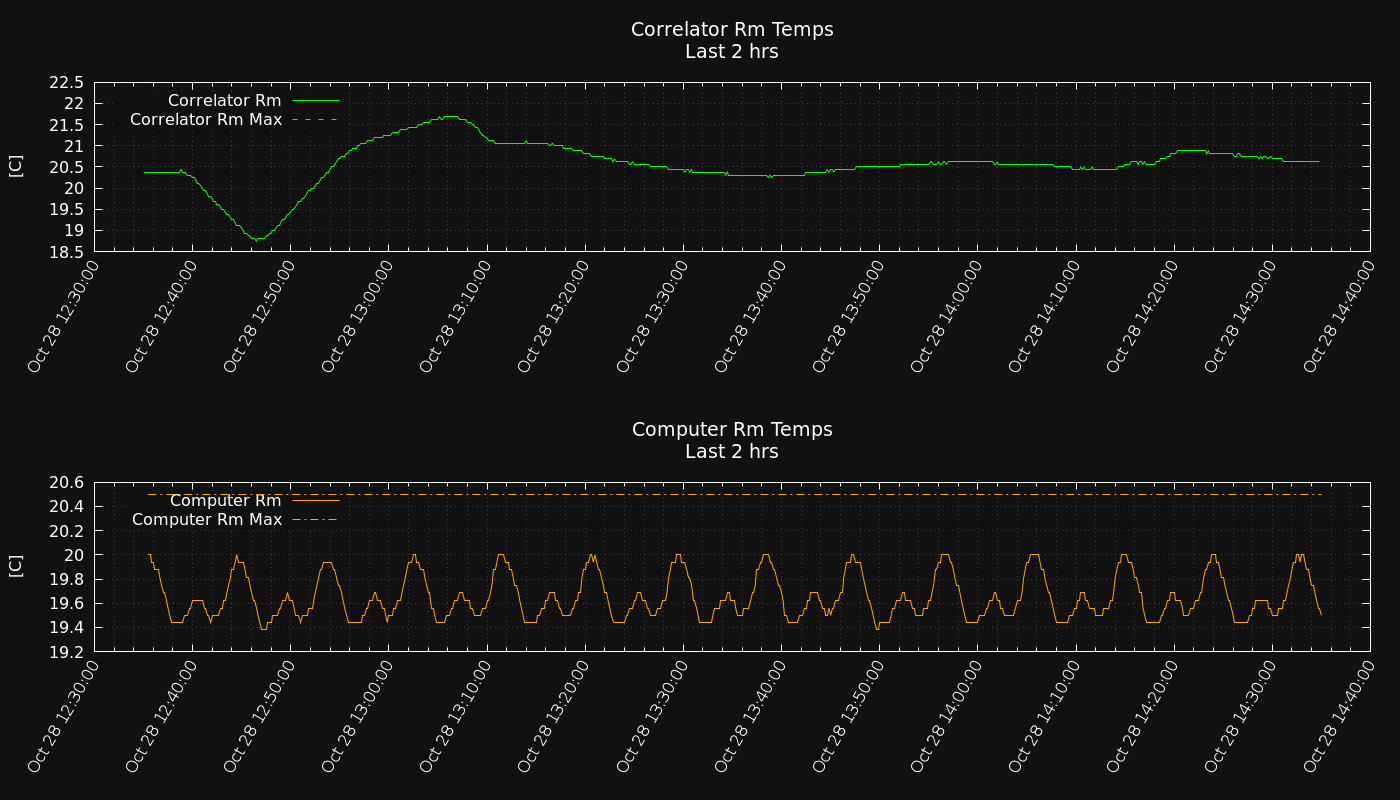 Correlator Rm Temps
Last 2 hrs
[C]
22.5
22
21.5
21
20.5
20
19.5
19
18.5
Correlator Rm
Correlator Rm Max
Oct 28 12:30:00
Oct 28 12:40:00
Oct 28 12:50:00
Oct 28 13:00:00
Oct 28 13:10:00
Oct 28 13:20:00
Oct 28 13:30:00
Oct 28 13:40:00
Oct 28 13:50:00
Oct 28 14:00:00
Oct 28 14:10:00
Oct 28 14:20:00
Oct 28 14:30:00
Oct 28 14:40:00
Computer Rm Temps
Last 2 hrs
[C]
20.6
20.4
20.2
20
19.8
19.6
19.4
19.2
Computer Rm
Computer Rm Max
Oct 28 12:30:00
Oct 28 12:40:00
Oct 28 12:50:00
Oct 28 13:00:00
Oct 28 13:10:00
Oct 28 13:20:00
Oct 28 13:30:00
Oct 28 13:40:00
Oct 28 13:50:00
Oct 28 14:00:00
Oct 28 14:10:00
Oct 28 14:20:00
Oct 28 14:30:00
Oct 28 14:40:00